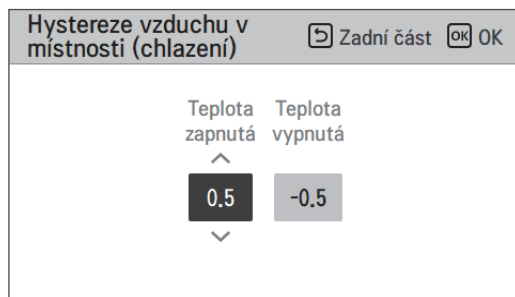 Hystereze vzduchu v
místnosti (chlazení)
Zadní část OK OK
Teplota Teplota
zapnutá vypnutá
0.5 -0.5